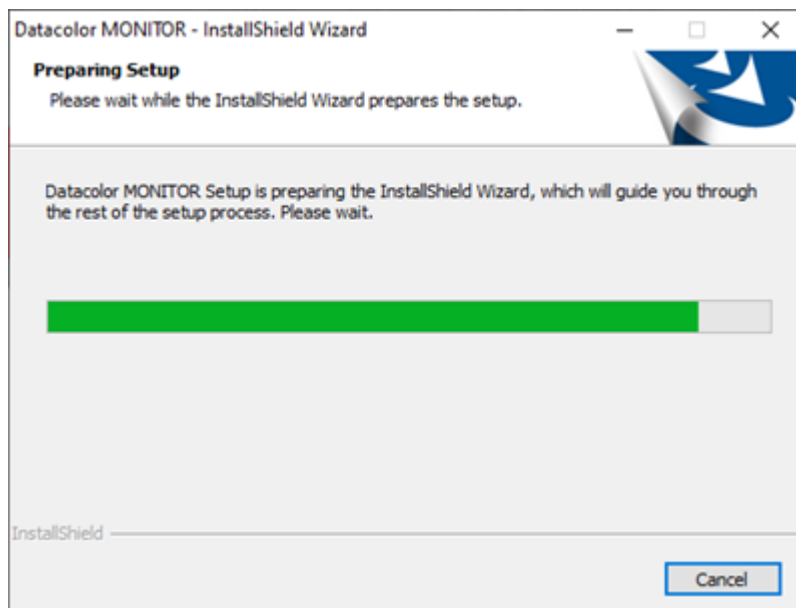 Datacolor MONITOR - InstallShield Wizard
Preparing Setup
Please wait while the InstallShield Wizard prepares the setup.
Datacolor MONITOR Setup is preparing the InstallShield Wizard, which will guide you through
the rest of the setup process. Please wait.
InstallShield
Cancel